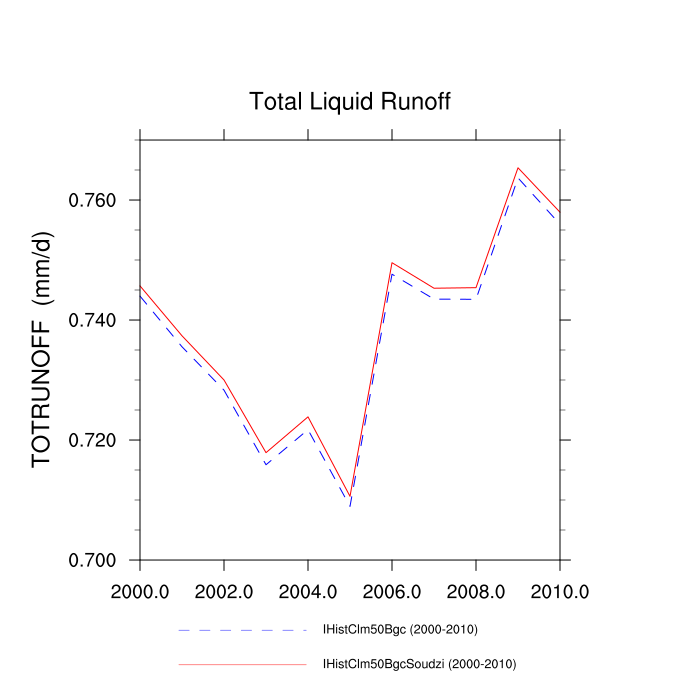 Total Liquid Runoff
TOTRUNOFF (mm/d)
0.760
0.740
0.720
0.700
2000.0 2002.0 2004.0 2006.0 2008.0 2010.0
IHistClm50Bgc (2000-2010)
IHistClm50BgcSoudzi (2000-2010)